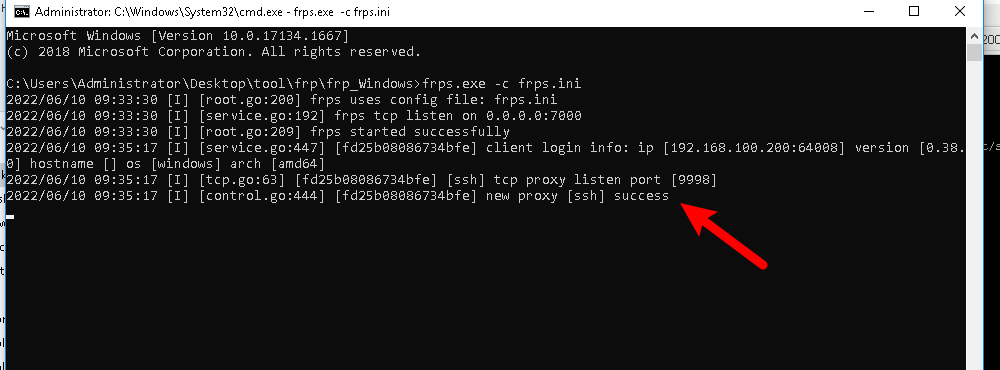 Administrator: C:\Windows\System32\cmd.exe - frps.exe -c frps.ini
Microsoft Windows [Version 10.0.17134.1667]
(c) 2018 Microsoft Corporation. All rights reserved.
C:\Users\Administrator\Desktop\tool\frp\frp_Windows>frps.exe -c frps.ini
2022/06/10 09:33:30 [I] [root.go:200] frps uses config file: frps.ini
2022/06/10 09:33:30 [I] [service.go:192] frps tcp listen on 0.0.0.0:7000
2022/06/10 09:33:30 [I] [root.go:209] frps started successfully
2022/06/10 09:35:17 [I] [service.go:447] [fd25b08086734bfe] client login info: ip [192.168.100.200:64008] version [0.38.
0] hostname [] os [windows] arch [amd64]
2022/06/10 09:35:17 [I] [tcp.go:63] [fd25b08086734bfe] [ssh] tcp proxy listen port [9998]
2022/06/10 09:35:17 [I] [control.go:444] [fd25b08086734bfe] new proxy [ssh] success